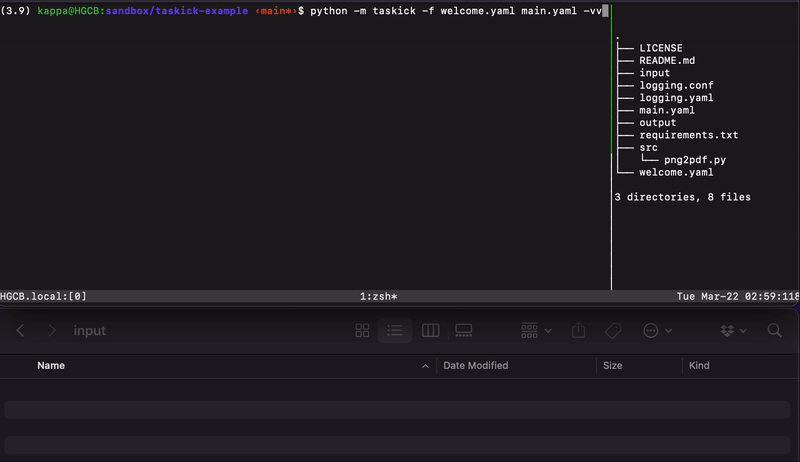 (3.9) kappa@HGCB:sandbox/taskick-example ‹main*›$ python -m taskick -f welcome.yaml main.yaml -vv
.
├── LICENSE
├── README.md
├── input
├── logging.conf
├── logging.yaml
├── main.yaml
├── output
├── requirements.txt
├── src
│   └── png2pdf.py
└── welcome.yaml
3 directories, 8 files
HGCB.local:[0] 1:zsh* Tue Mar-22 02:59:118
input
Name Date Modified Size Kind